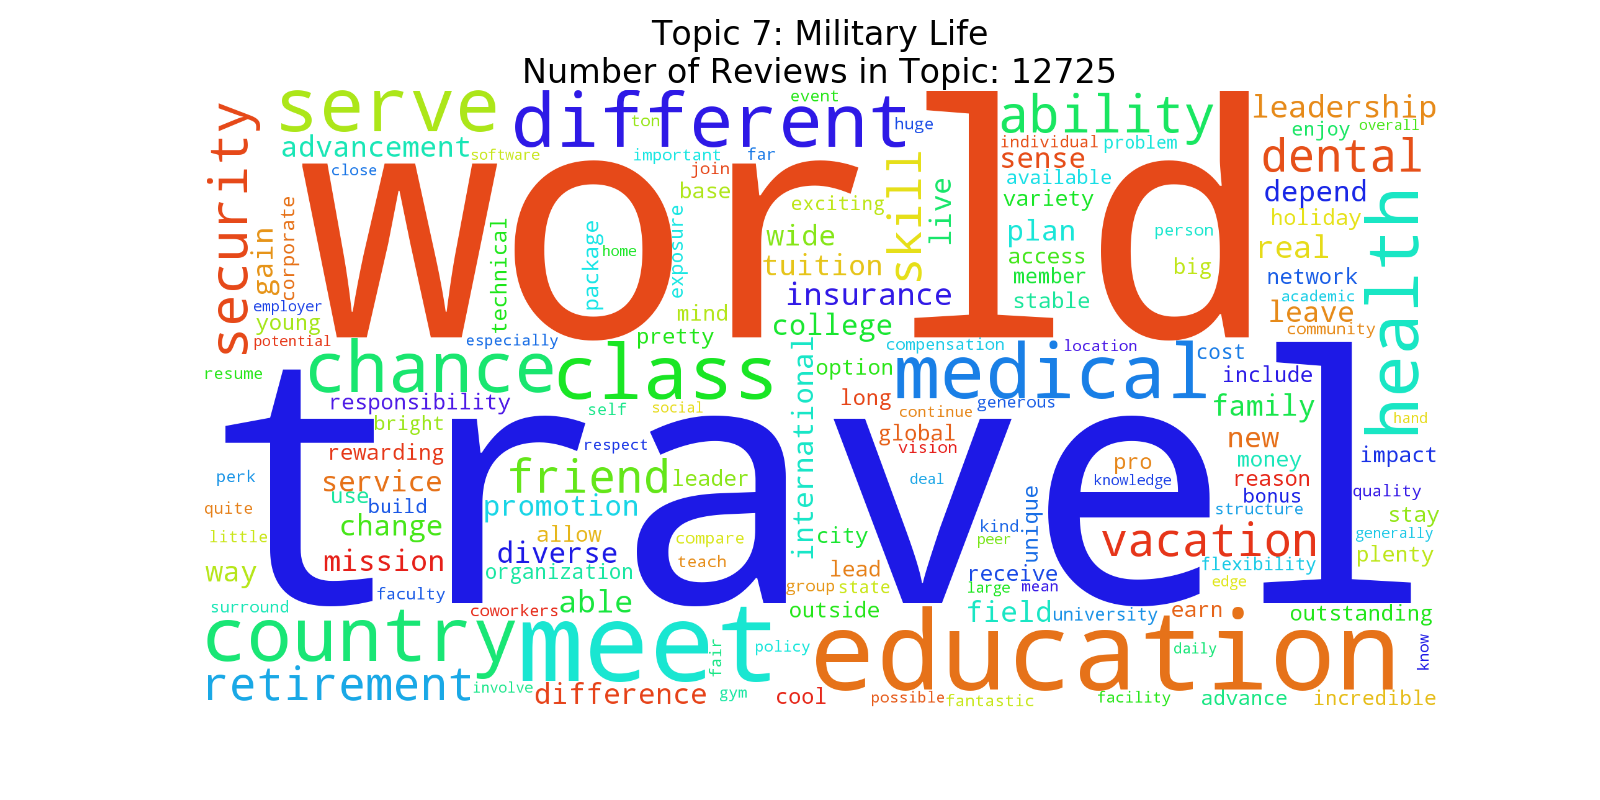 Topic 7: Military Life
Number of Reviews in Topic: 12725
serve
different
event
ton
huge
ability
leadership
enjoy overall
security
advancement
software
close
important far
join
base
exciting
individual problem
sense
available
variety
dental
depend
holiday
world
skill
live
gain
corporate
technical
package
home
exposure
wide
tuition
insurance
mind
college
pretty
plan
person
access
member
big
stable
real
network
academic
leave
community
health
employer
young
potential
especially
resume
chance
class
international
compensation
location
option
medical
cost
include
responsibility
self
social
long
continue
generous
family
hand
bright
respect
global
vision
new
rewarding
travel
friend
leader
service
perk
use
build
promotion
deal
pro
knowledge
money
reason
bonus
impact
quality
quite
change
allow
compare
structure
stay
little
diverse
teach
city
kind
peer
unique
vacation
generally
plenty
mission
way
organization
lead
receive
flexibility
edge
faculty
group state
large mean
surround
coworkers
able
outside
field
university
earn
outstanding
country
meet
fair
policy
education
daily
know
retirement
involve
difference
gym
cool
possible
fantastic
facility
advance
incredible